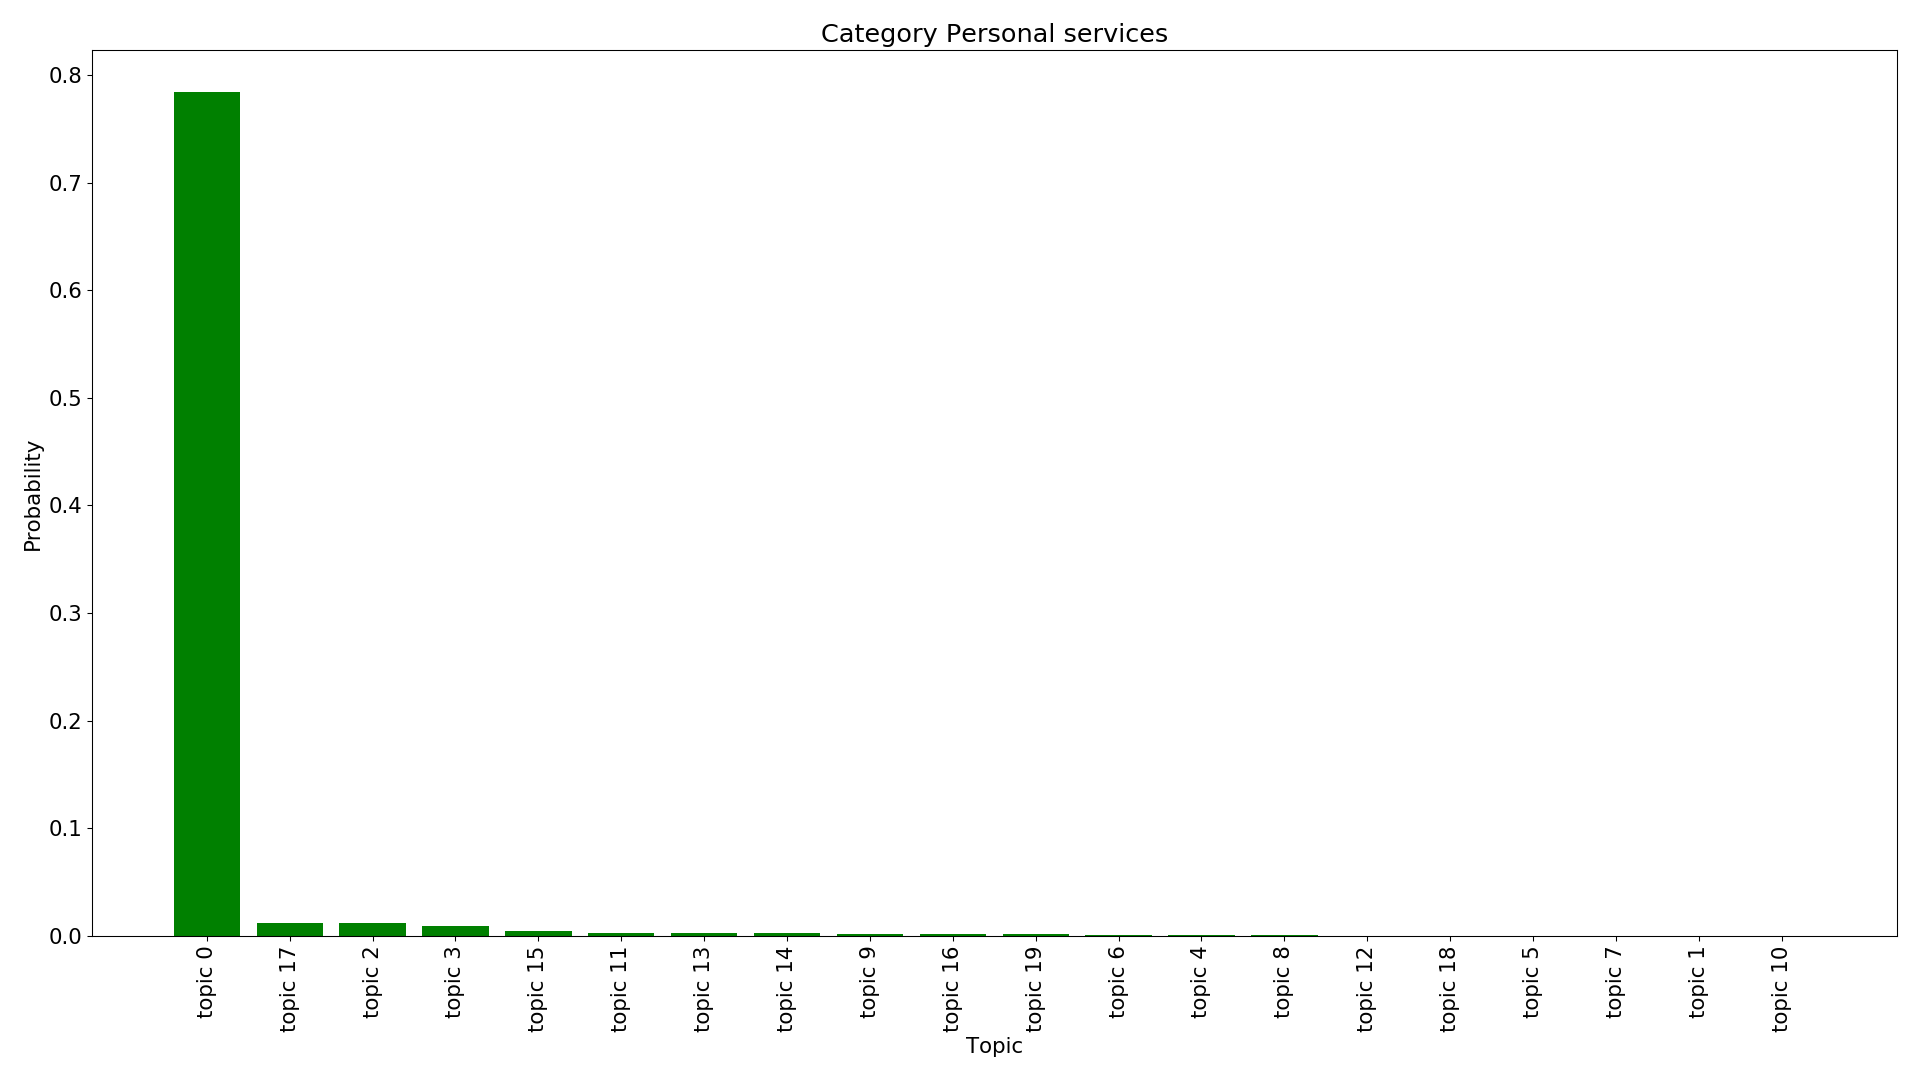 Category Personal services
0.8
0.7
0.6
0.5
0.4
0.3
0.2
0.1
0.0
Probability
topic 0
topic 17
topic 2
topic 3
topic 15
topic 11
topic 13
topic 14
topic 9
topic 16
topic 19
topic 6
topic 4
topic 8
topic 12
topic 18
topic 5
topic 7
topic 1
topic 10
Topic